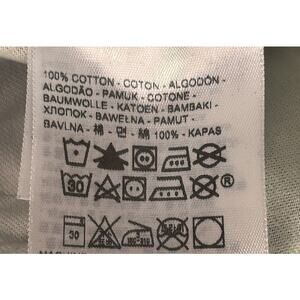 100% COTTON - COTON - ALGODÓN -
ALGODÃO - PAMUK - COTONE -
BAUMWOLLE - KATOEN - BAMBAKI -
ХЛОПОК - BAWEŁNA - PAMUT -
BAVLNA - 棉 - 면 - 綿 100% - KAPAS
30 ®
30